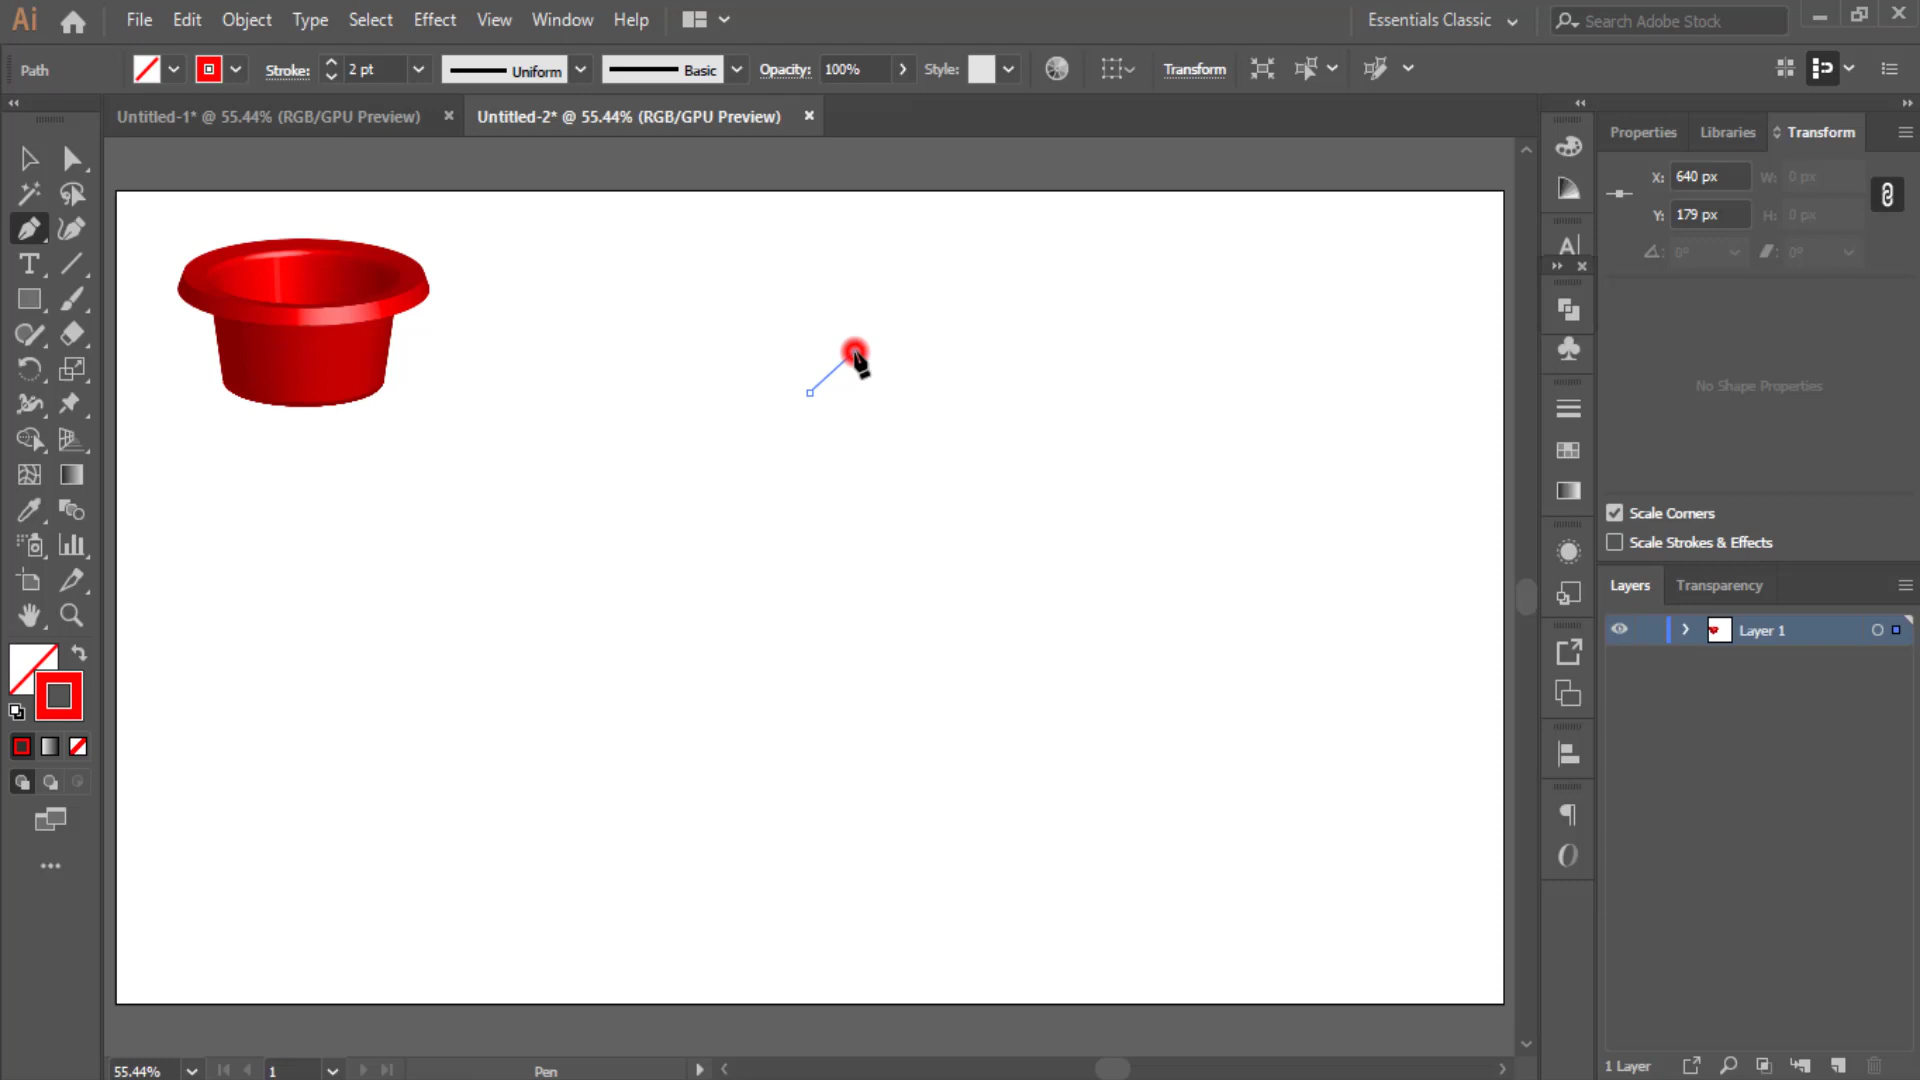 Ai File Edit Object Type Select Effect View Window Help Essentials Classic Search Adobe Stock
Path Stroke: 2 pt Uniform Basic Opacity: 100% Style: Transform
Untitled-1* @ 55.44% (RGB/GPU Preview) × Untitled-2* @ 55.44% (RGB/GPU Preview) ×
Properties Libraries Transform
X: 640 px W: 0 px
Y: 179 px H: 0 px
0° 0°
No Shape Properties
Scale Corners
Scale Strokes & Effects
Layers Transparency
Layer 1
1 Layer
55.44% 1 Pen